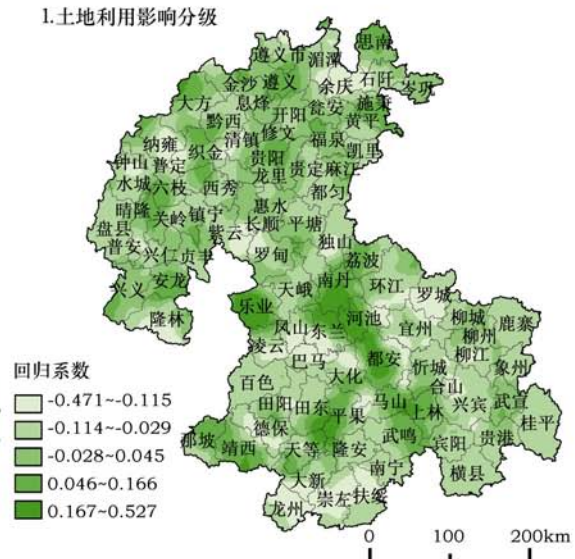 1.土地利用影响分级
思南
遵义市 湄潭
金沙 遵义 余庆 石阡 岑巩
大方 息烽 瓮安 施秉
黔西 开阳 黄平
纳雍 清镇 修文 福泉
钟山 普定 织金 贵阳 凯里
水城 六枝 西秀 龙里 贵定 麻江
都匀
晴隆 关岭 镇宁 惠水
盘县 紫云 长顺 平塘
普安 兴仁 贞丰 罗甸 独山
荔波
兴义 安龙 天峨 南丹 环江
隆林 乐业 罗城
凤山 东兰 河池 宜州 柳城 鹿寨
凌云 柳州
巴马 都安 柳江
回归系数 百色 大化 忻城 象州
-0.471~-0.115 合山
-0.114~-0.029 田阳 田东 平果 马山 上林 兴宾 武宣
-0.028~0.045 那坡 德保 武鸣 宾阳 贵港 桂平
0.046~0.166 靖西 天等 隆安
0.167~0.527 大新 南宁 横县
龙州 崇左 扶绥
0 100 200km